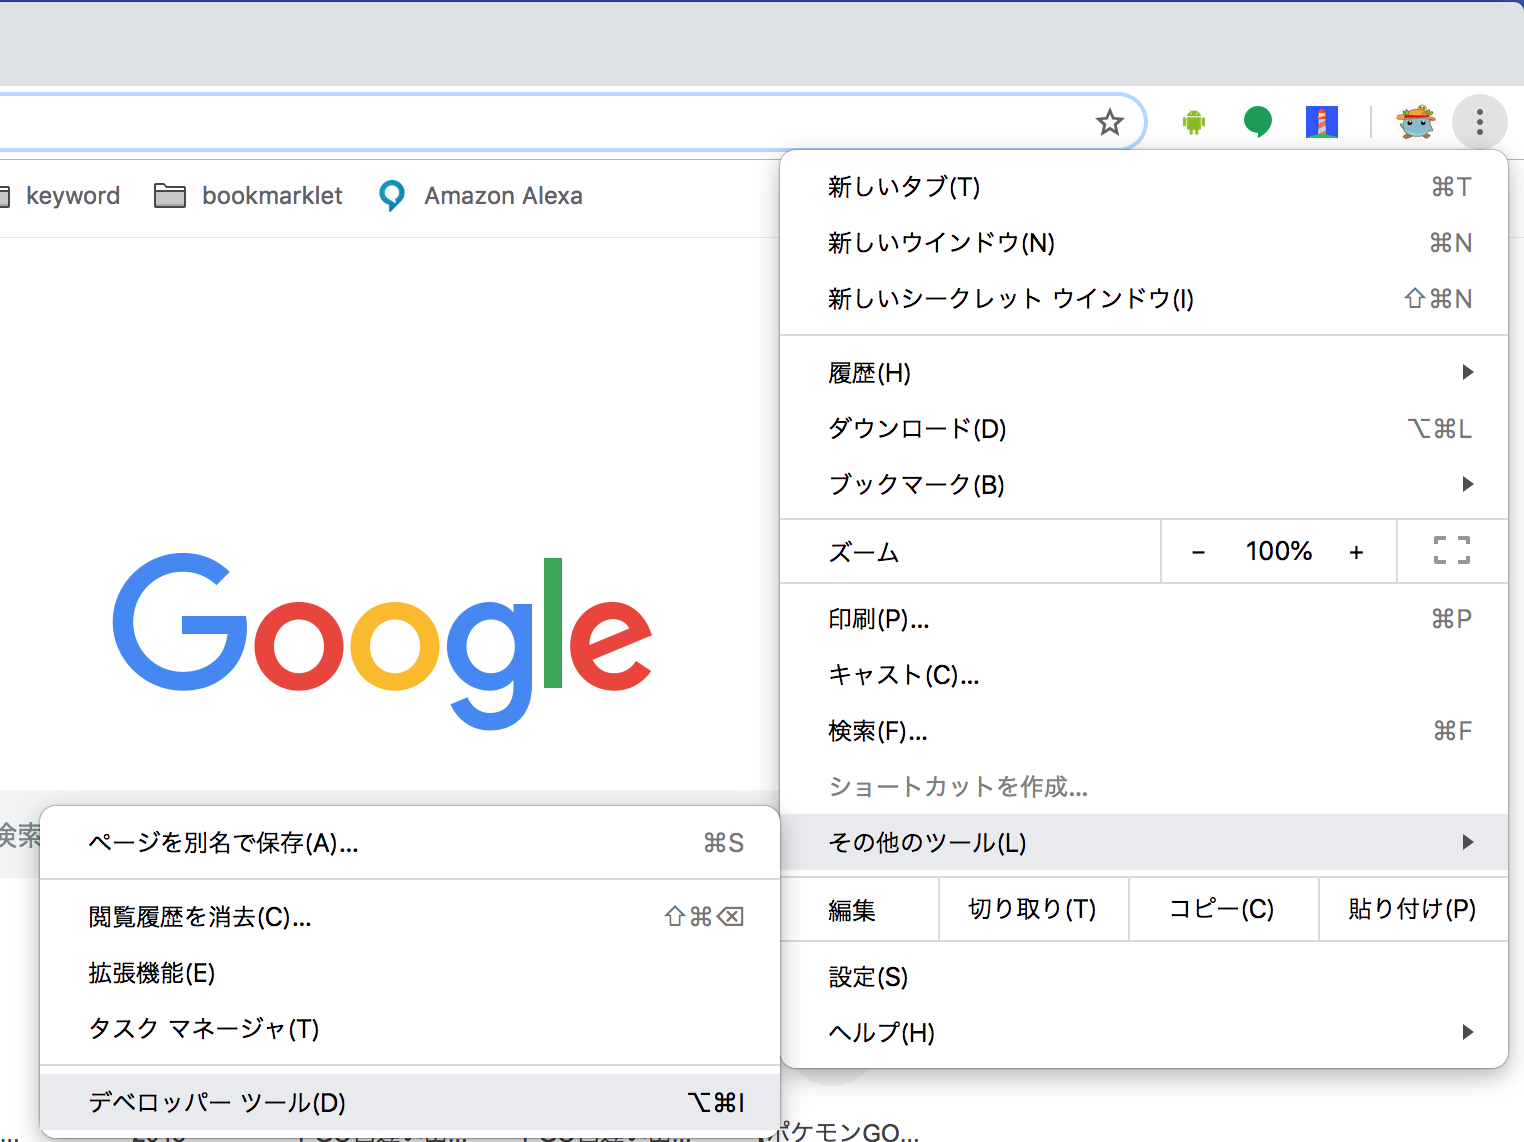 keyword bookmarklet Amazon Alexa
新しいタブ(T) ⌘T
新しいウインドウ(N) ⌘N
新しいシークレット ウインドウ(I) ⇧⌘N
履歴(H)
ダウンロード(D) ⌥⌘L
ブックマーク(B)
ズーム - 100% +
Google
印刷(P)... ⌘P
キャスト(C)...
検索(F)... ⌘F
ショートカットを作成...
その他のツール(L)
編集 切り取り(T) コピー(C) 貼り付け(P)
設定(S)
ヘルプ(H)
検索
ページを別名で保存(A)... ⌘S
閲覧履歴を消去(C)... ⇧⌘⌫
拡張機能(E)
タスク マネージャ(T)
デベロッパー ツール(D) ⌥⌘I
ポケモンGO...